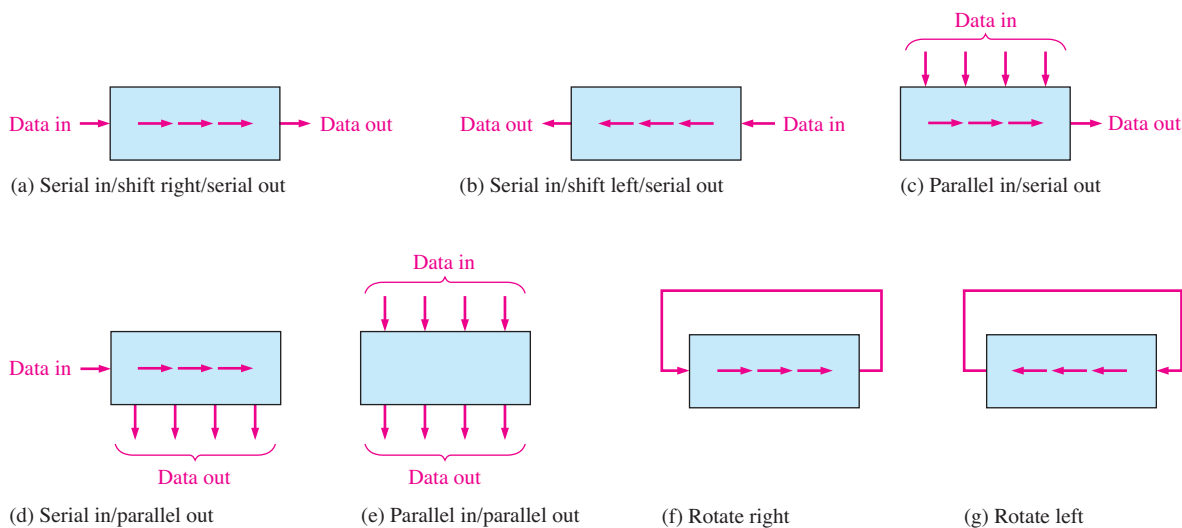 Data in
Data in
Data out
Data out
Data in
Data out
(a) Serial in/shift right/serial out
(b) Serial in/shift left/serial out
(c) Parallel in/serial out
Data in
Data in
Data out
Data out
(d) Serial in/parallel out
(e) Parallel in/parallel out
(f) Rotate right
(g) Rotate left